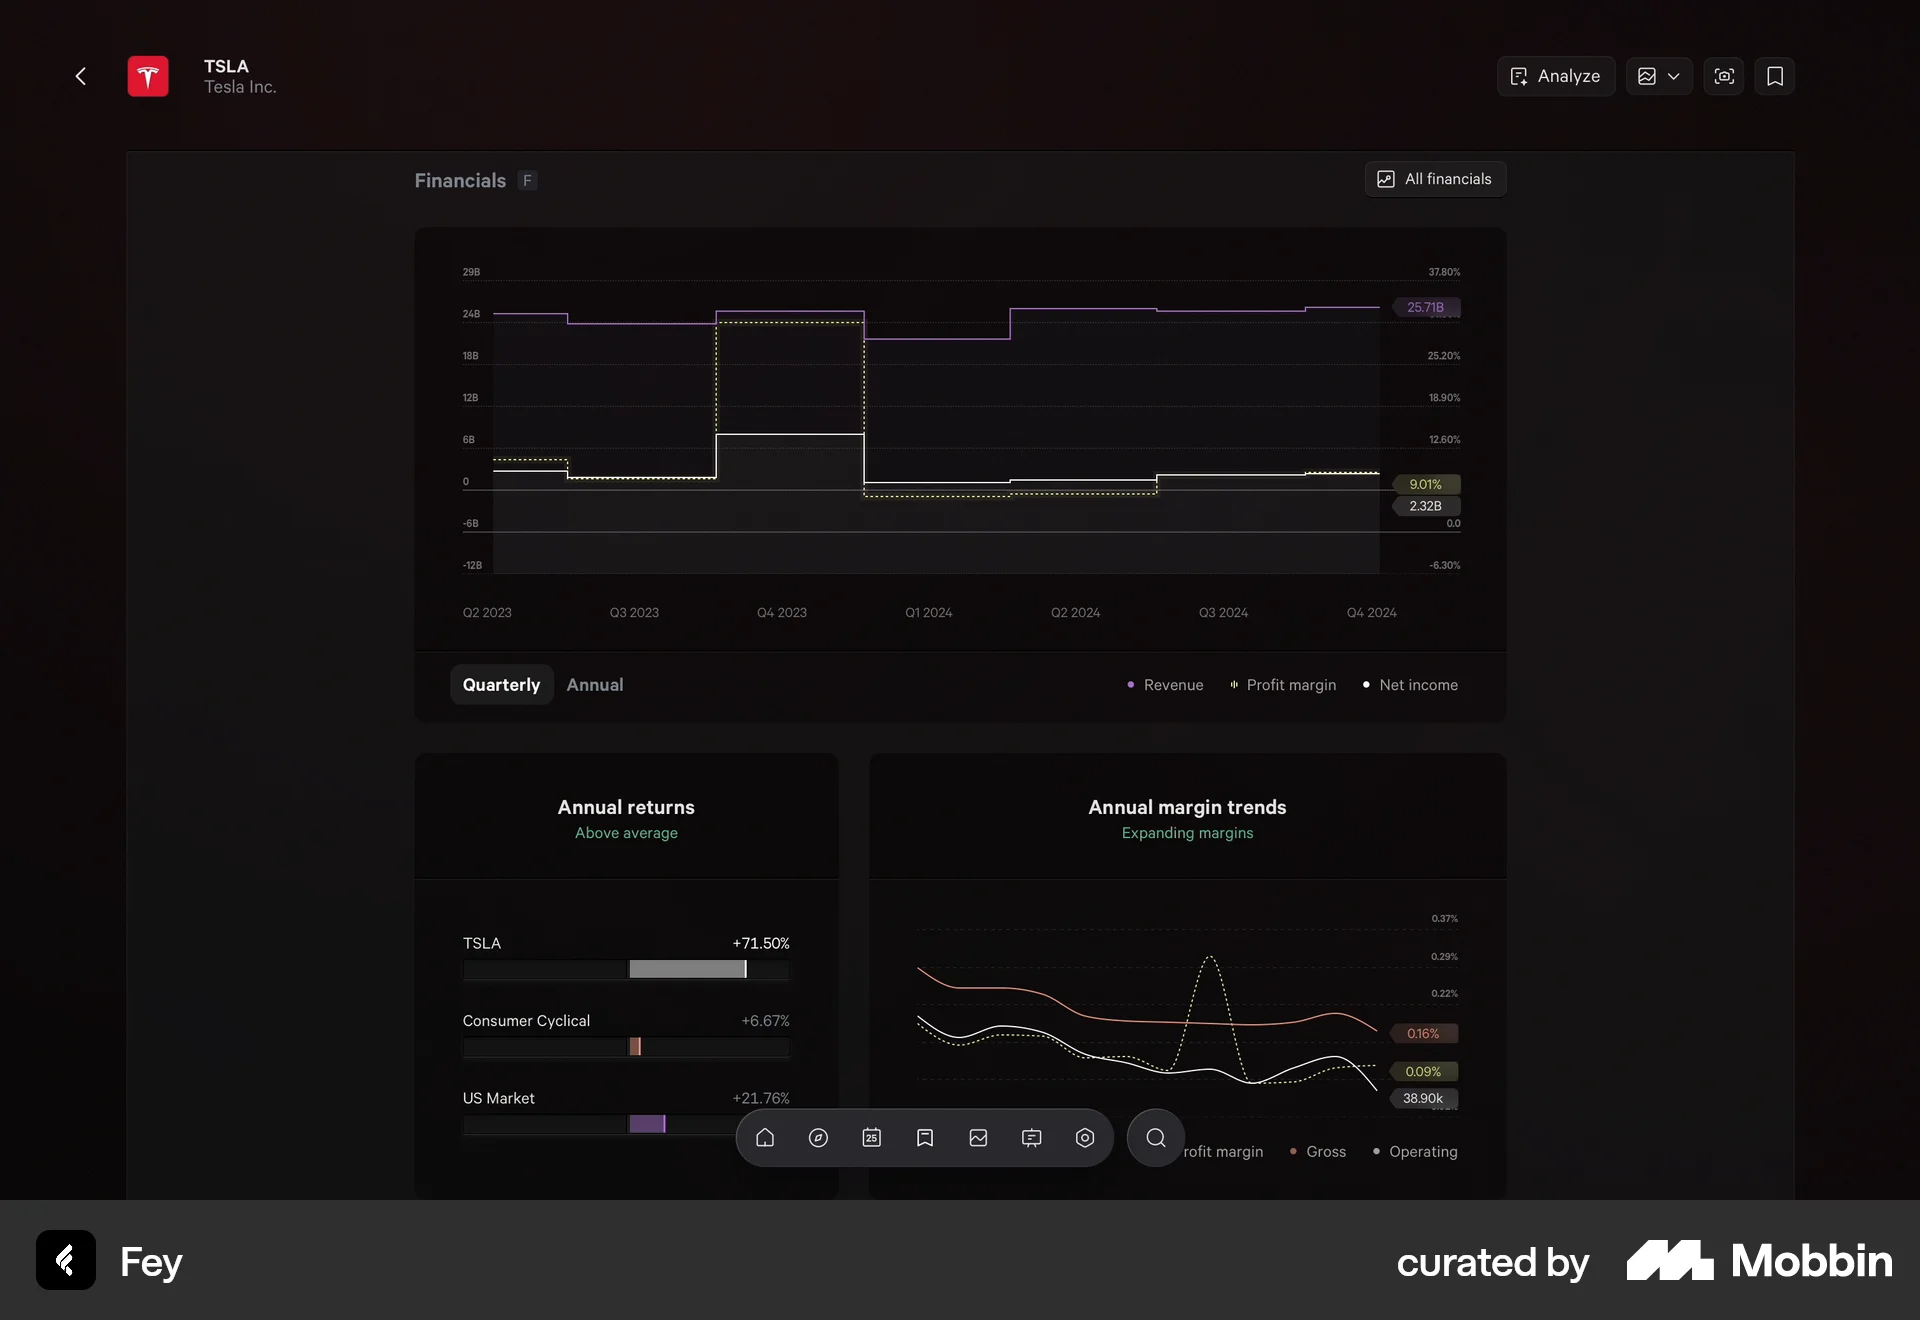 TSLA
Tesla Inc.
Analyze
Financials F
All financials
29B
24B
18B
12B
6B
0
-6B
-12B
37.80%
25.71B
25.20%
18.90%
12.60%
9.01%
2.32B
0.0
-6.30%
Q2 2023 Q3 2023 Q4 2023 Q1 2024 Q2 2024 Q3 2024 Q4 2024
Quarterly Annual
Revenue Profit margin Net income
Annual returns
Above average
TSLA +71.50%
Consumer Cyclical +6.67%
US Market +21.76%
Annual margin trends
Expanding margins
0.37%
0.29%
0.22%
0.16%
0.09%
38.90k
25
rofit margin Gross Operating
Fey
curated by Mobbin